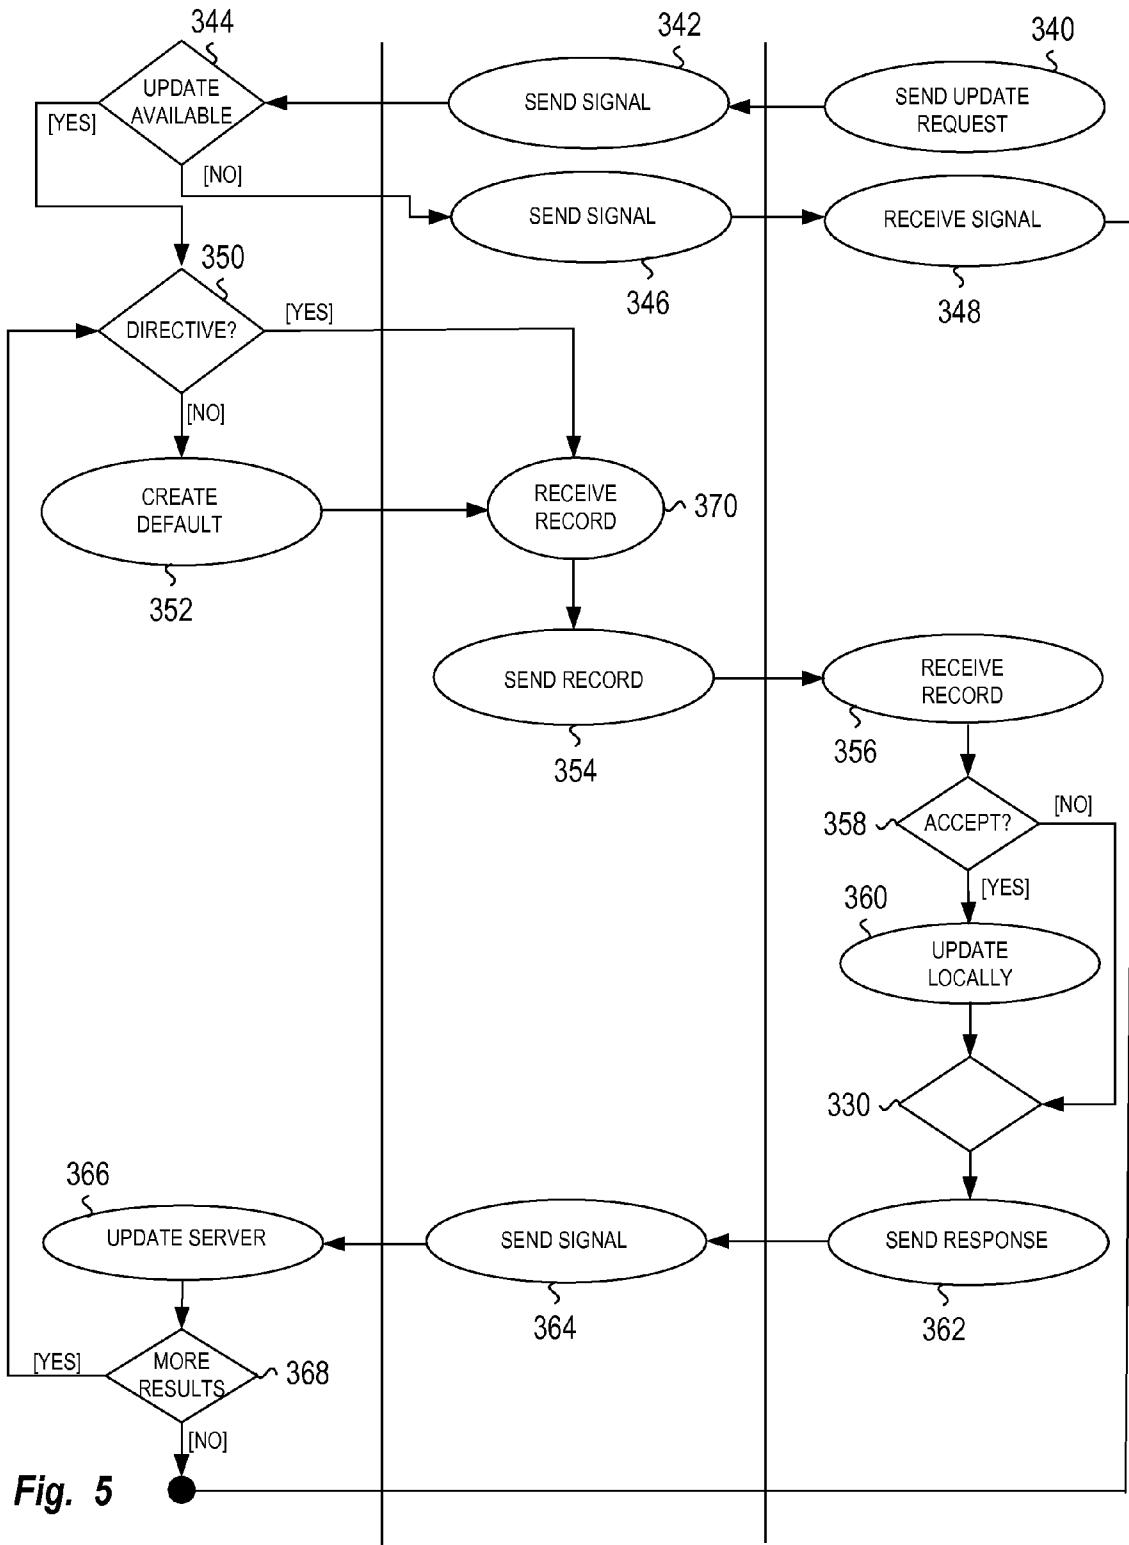 344
342
340
UPDATE
AVAILABLE
SEND SIGNAL
SEND UPDATE
REQUEST
[YES]
[NO]
SEND SIGNAL
RECEIVE SIGNAL
350
346
348
[YES]
DIRECTIVE?
[NO]
CREATE
DEFAULT
RECEIVE
RECORD
370
352
SEND RECORD
RECEIVE
RECORD
354
356
[NO]
358
ACCEPT?
[YES]
360
UPDATE
LOCALLY
330
366
UPDATE SERVER
SEND SIGNAL
SEND RESPONSE
364
362
[YES]
MORE
RESULTS
368
[NO]
Fig. 5